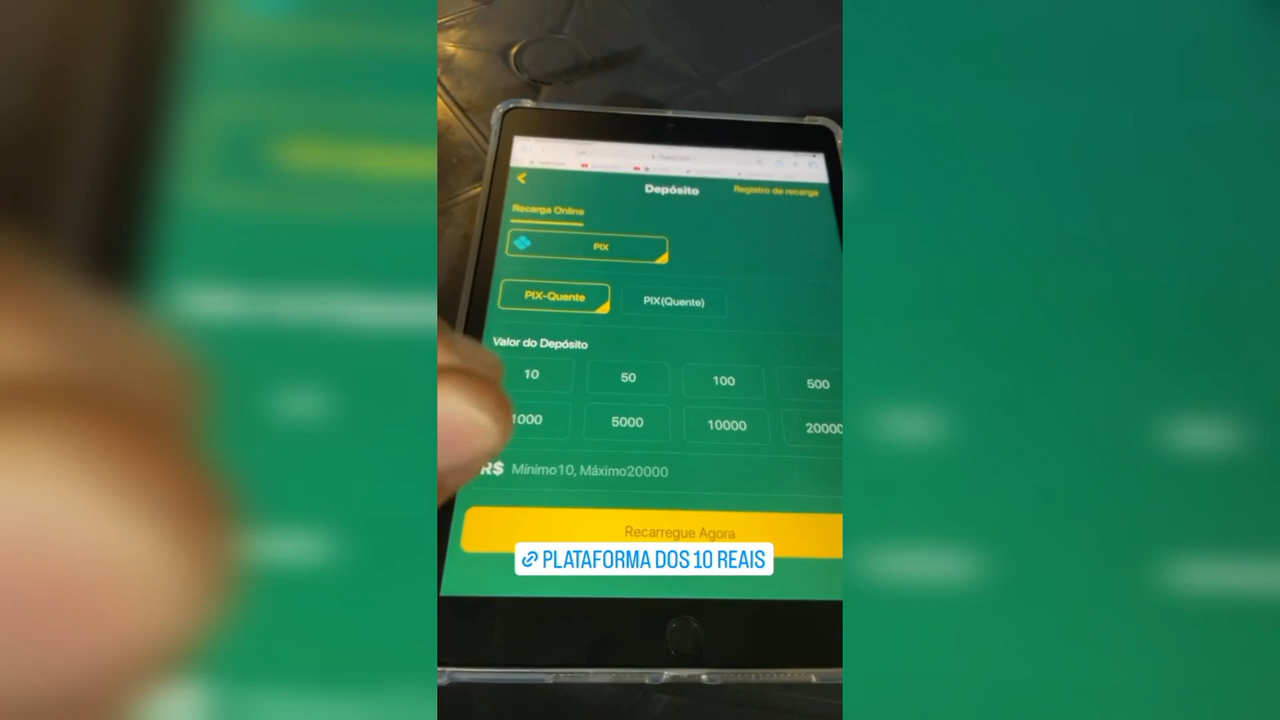 Depósito
Registro de recarga
Recarga Online
PIX
PIX-Quente
PIX(Quente)
Valor do Depósito
10
50
100
500
1000
5000
10000
20000
R$ Mínimo10, Máximo20000
Recarregue Agora
PLATAFORMA DOS 10 REAIS